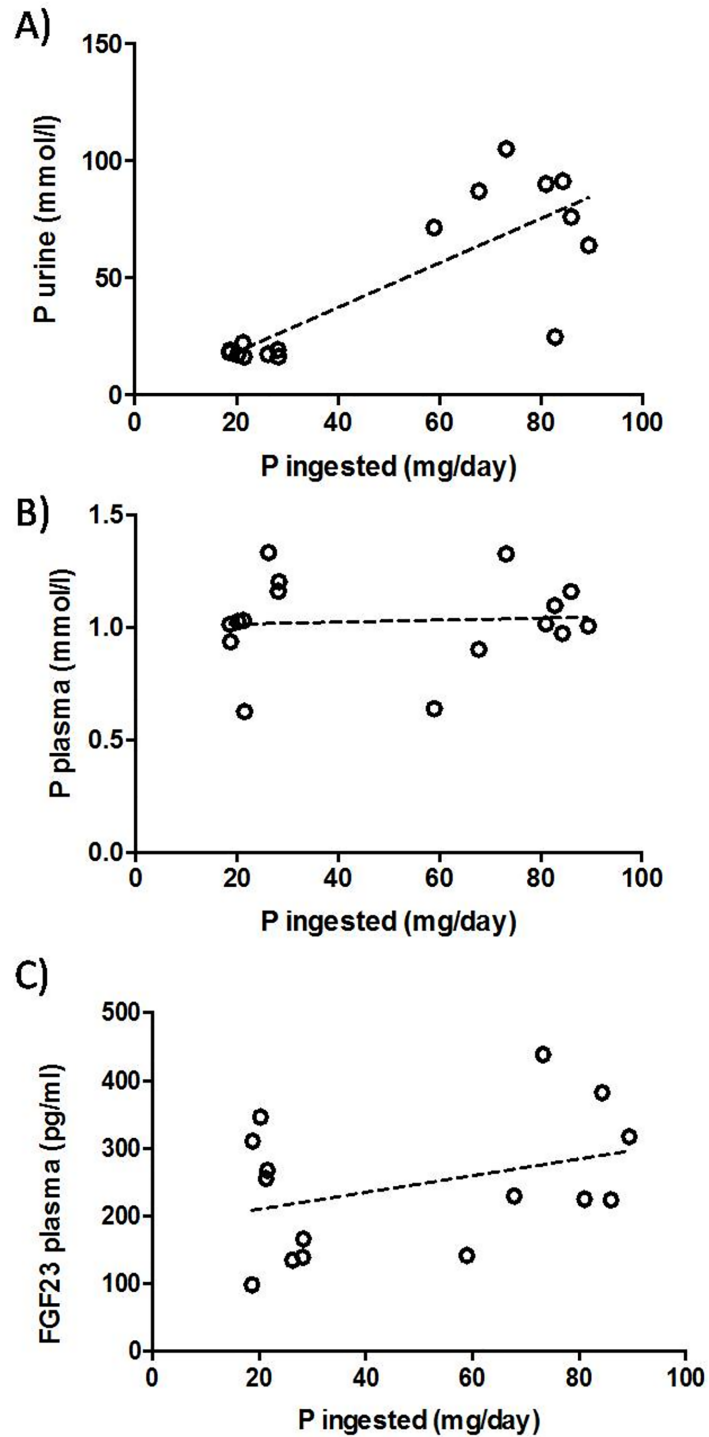 A)
150
100
50
0
P urine (mmol/l)
0 20 40 60 80 100
P ingested (mg/day)
B)
1.5
1.0
0.5
0.0
P plasma (mmol/l)
0 20 40 60 80 100
P ingested (mg/day)
C)
500
400
300
200
100
0
FGF23 plasma (pg/ml)
0 20 40 60 80 100
P ingested (mg/day)